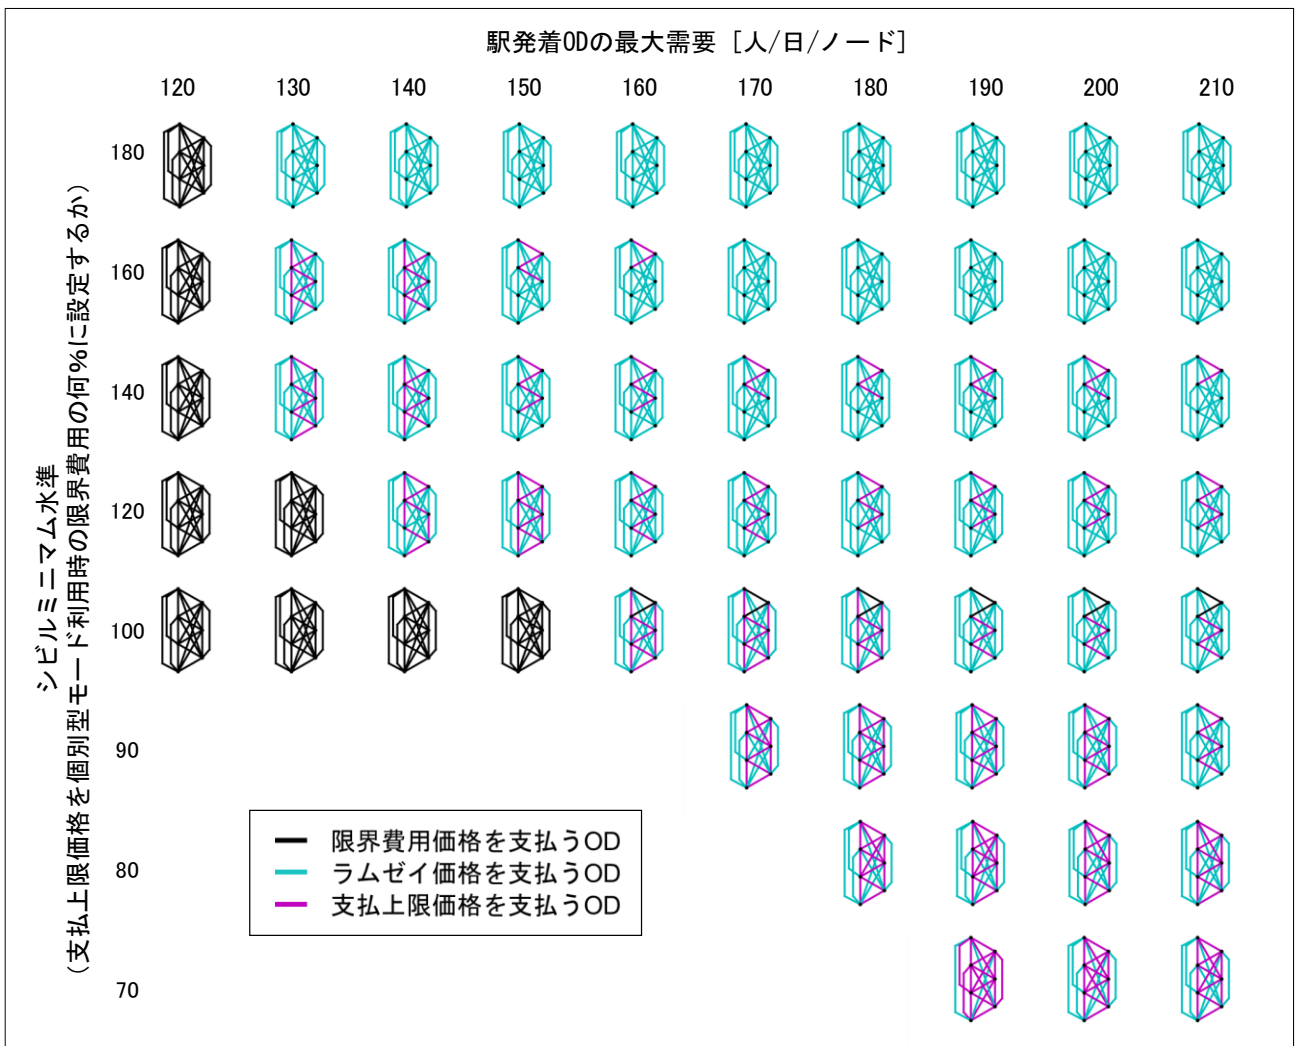 駅発着ODの最大需要［人/日/ノード］
120 130 140 150 160 170 180 190 200 210
シビルミニマム水準
（支払上限価格を個別型モード利用時の限界費用の何%に設定するか）
180
160
140
120
100
90
80
70
限界費用価格を支払うOD
ラムゼイ価格を支払うOD
支払上限価格を支払うOD